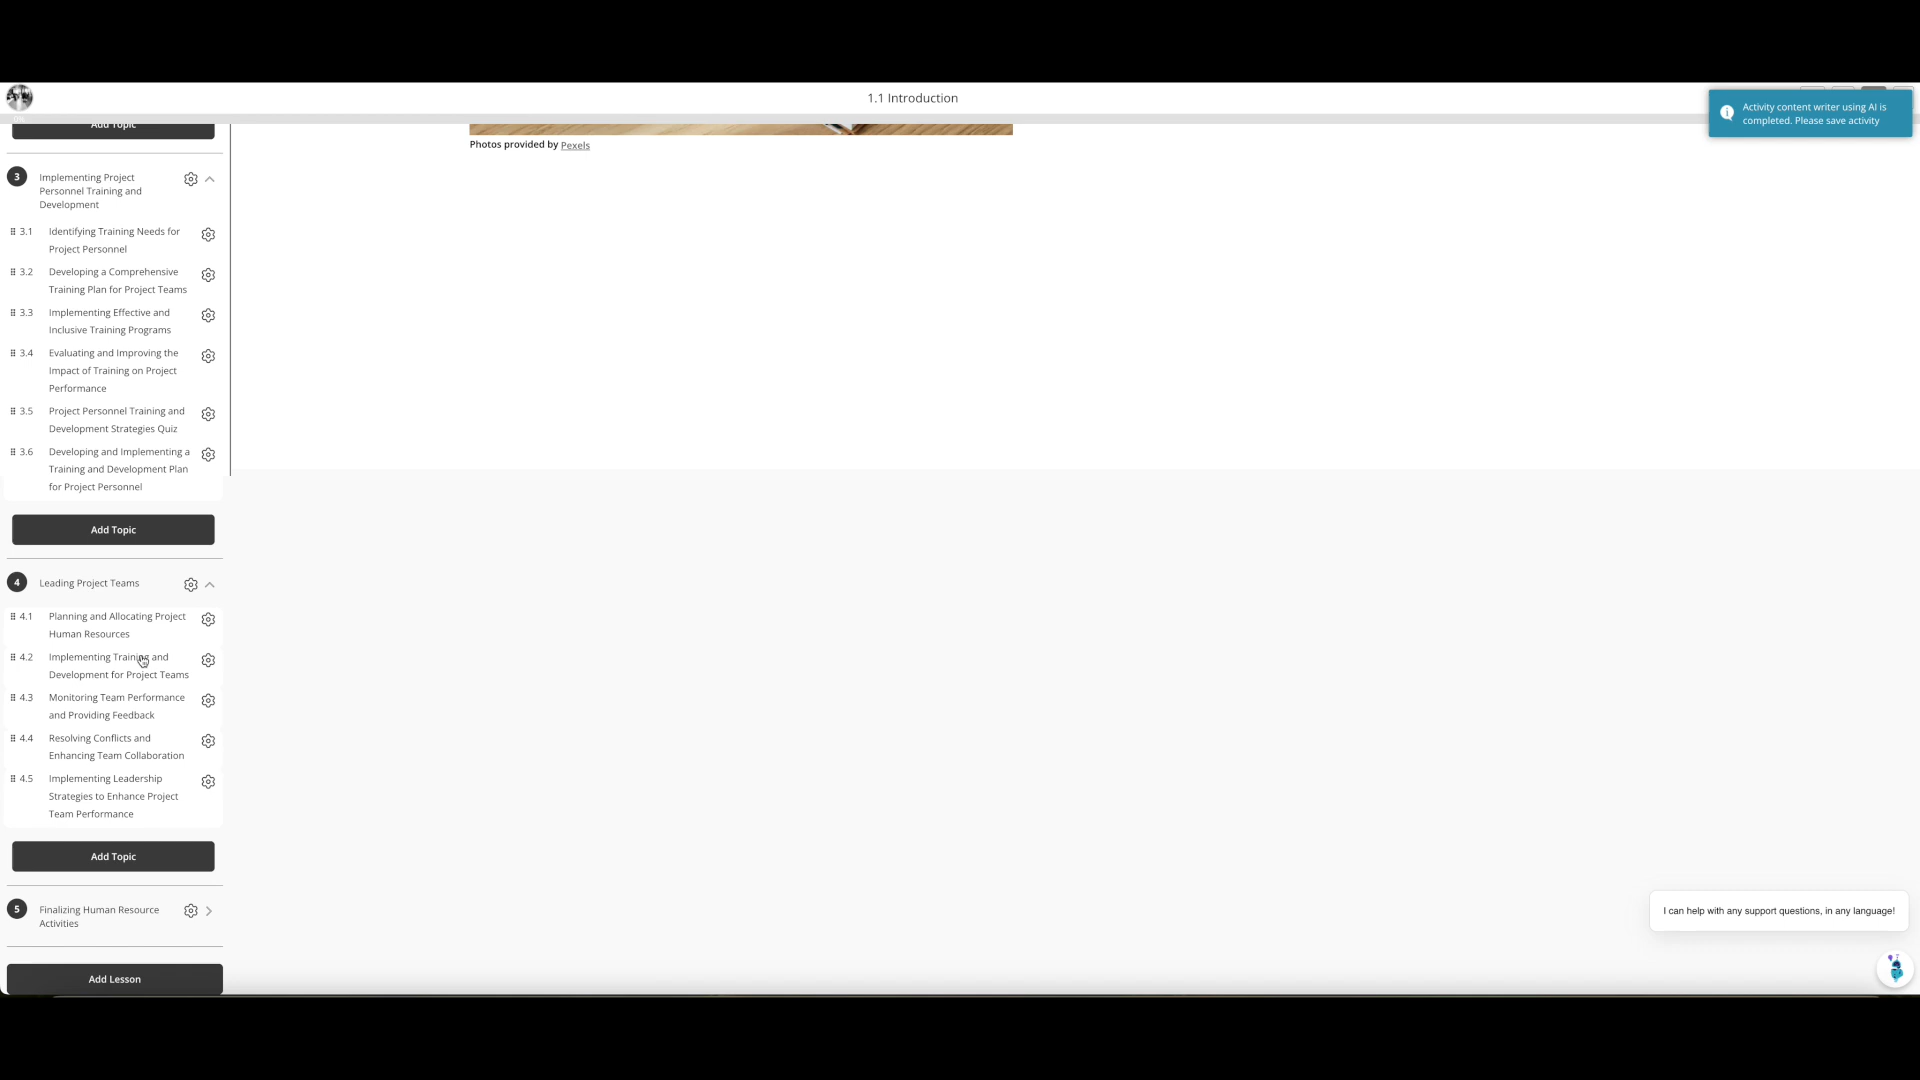 1.1 Introduction
Activity content writer using AI is
completed. Please save activity
0%
Add Topic
Photos provided by Pexels
3
Implementing Project
Personnel Training and
Development
3.1 Identifying Training Needs for
Project Personnel
3.2 Developing a Comprehensive
Training Plan for Project Teams
3.3 Implementing Effective and
Inclusive Training Programs
3.4 Evaluating and Improving the
Impact of Training on Project
Performance
3.5 Project Personnel Training and
Development Strategies Quiz
3.6 Developing and Implementing a
Training and Development Plan
for Project Personnel
Add Topic
4 Leading Project Teams
4.1 Planning and Allocating Project
Human Resources
4.2 Implementing Training and
Development for Project Teams
4.3 Monitoring Team Performance
and Providing Feedback
4.4 Resolving Conflicts and
Enhancing Team Collaboration
4.5 Implementing Leadership
Strategies to Enhance Project
Team Performance
Add Topic
5 Finalizing Human Resource
Activities
Add Lesson
I can help with any support questions, in any language!